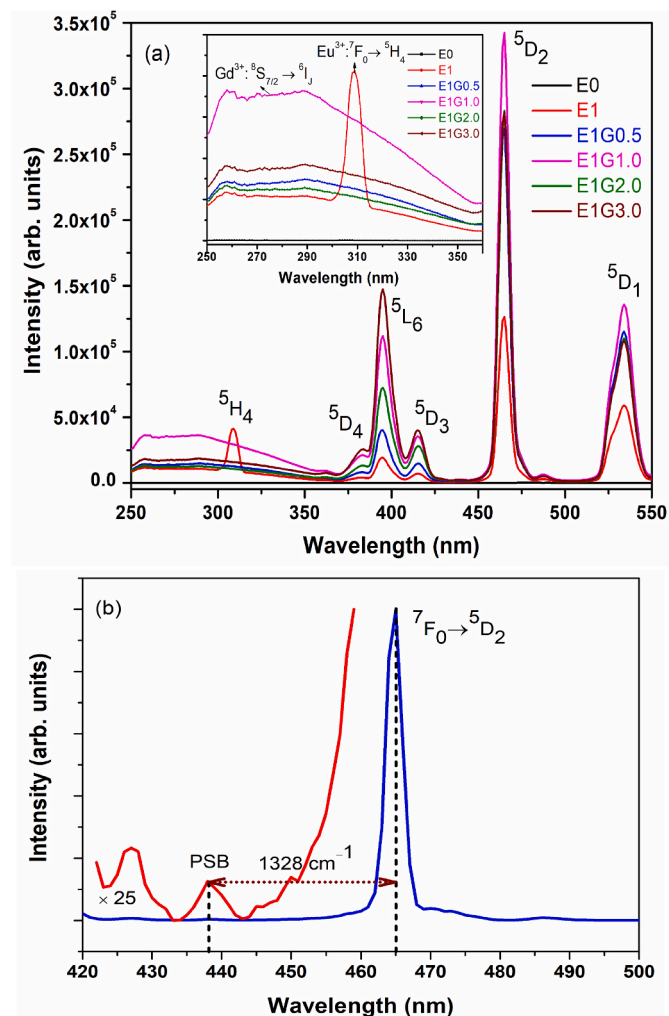 (a)
Eu³⁺:⁷F₀→⁵H₄
Gd³⁺:⁸S₇/₂→⁶I_J
E0
E1
E1G0.5
E1G1.0
E1G2.0
E1G3.0
250 270 290 310 330 350
Wavelength (nm)
⁵D₂
E0
E1
E1G0.5
E1G1.0
E1G2.0
E1G3.0
3.5x10⁵
3.0x10⁵
2.5x10⁵
2.0x10⁵
1.5x10⁵
1.0x10⁵
5.0x10⁴
0.0
Intensity (arb. units)
⁵H₄
⁵D₄
⁵L₆
⁵D₃
⁵D₁
250 300 350 400 450 500 550
Wavelength (nm)
(b)
⁷F₀→⁵D₂
Intensity (arb. units)
PSB
1328 cm⁻¹
× 25
420 430 440 450 460 470 480 490 500
Wavelength (nm)